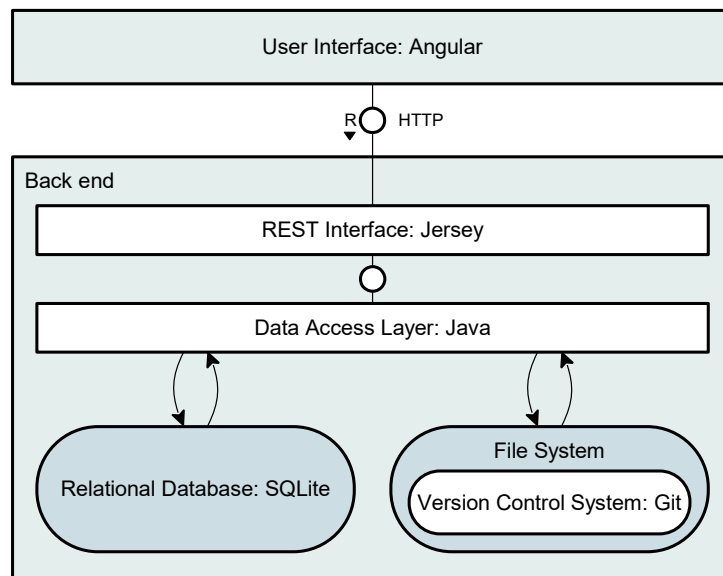 User Interface: Angular
R
HTTP
Back end
REST Interface: Jersey
Data Access Layer: Java
Relational Database: SQLite
File System
Version Control System: Git